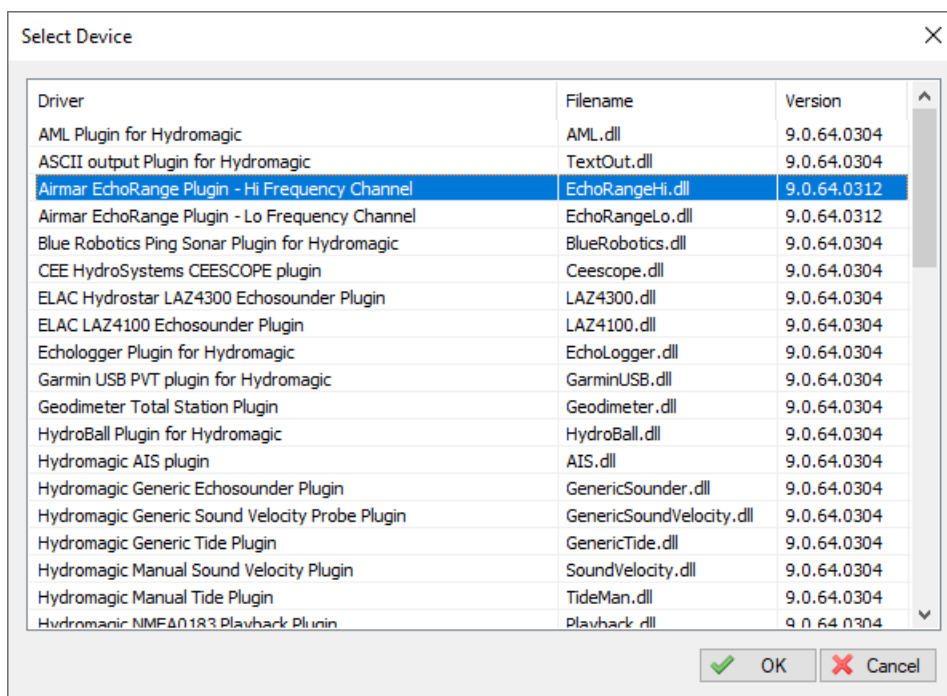 Select Device
Driver Filename Version
AML Plugin for Hydromagic AML.dll 9.0.64.0304
ASCII output Plugin for Hydromagic TextOut.dll 9.0.64.0304
Airmar EchoRange Plugin - Hi Frequency Channel EchoRangeHi.dll 9.0.64.0312
Airmar EchoRange Plugin - Lo Frequency Channel EchoRangeLo.dll 9.0.64.0312
Blue Robotics Ping Sonar Plugin for Hydromagic BlueRobotics.dll 9.0.64.0304
CEE HydroSystems CEESCOPE plugin Ceescope.dll 9.0.64.0304
ELAC Hydrostar LAZ4300 Echosounder Plugin LAZ4300.dll 9.0.64.0304
ELAC LAZ4100 Echosounder Plugin LAZ4100.dll 9.0.64.0304
Echologger Plugin for Hydromagic EchoLogger.dll 9.0.64.0304
Garmin USB PVT plugin for Hydromagic GarminUSB.dll 9.0.64.0304
Geodimeter Total Station Plugin Geodimeter.dll 9.0.64.0304
HydroBall Plugin for Hydromagic HydroBall.dll 9.0.64.0304
Hydromagic AIS plugin AIS.dll 9.0.64.0304
Hydromagic Generic Echosounder Plugin GenericSounder.dll 9.0.64.0304
Hydromagic Generic Sound Velocity Probe Plugin GenericSoundVelocity.dll 9.0.64.0304
Hydromagic Generic Tide Plugin GenericTide.dll 9.0.64.0304
Hydromagic Manual Sound Velocity Plugin SoundVelocity.dll 9.0.64.0304
Hydromagic Manual Tide Plugin TideMan.dll 9.0.64.0304
Hydromagic NMEA0183 Playback Plugin Playback.dll 9.0.64.0304
OK Cancel